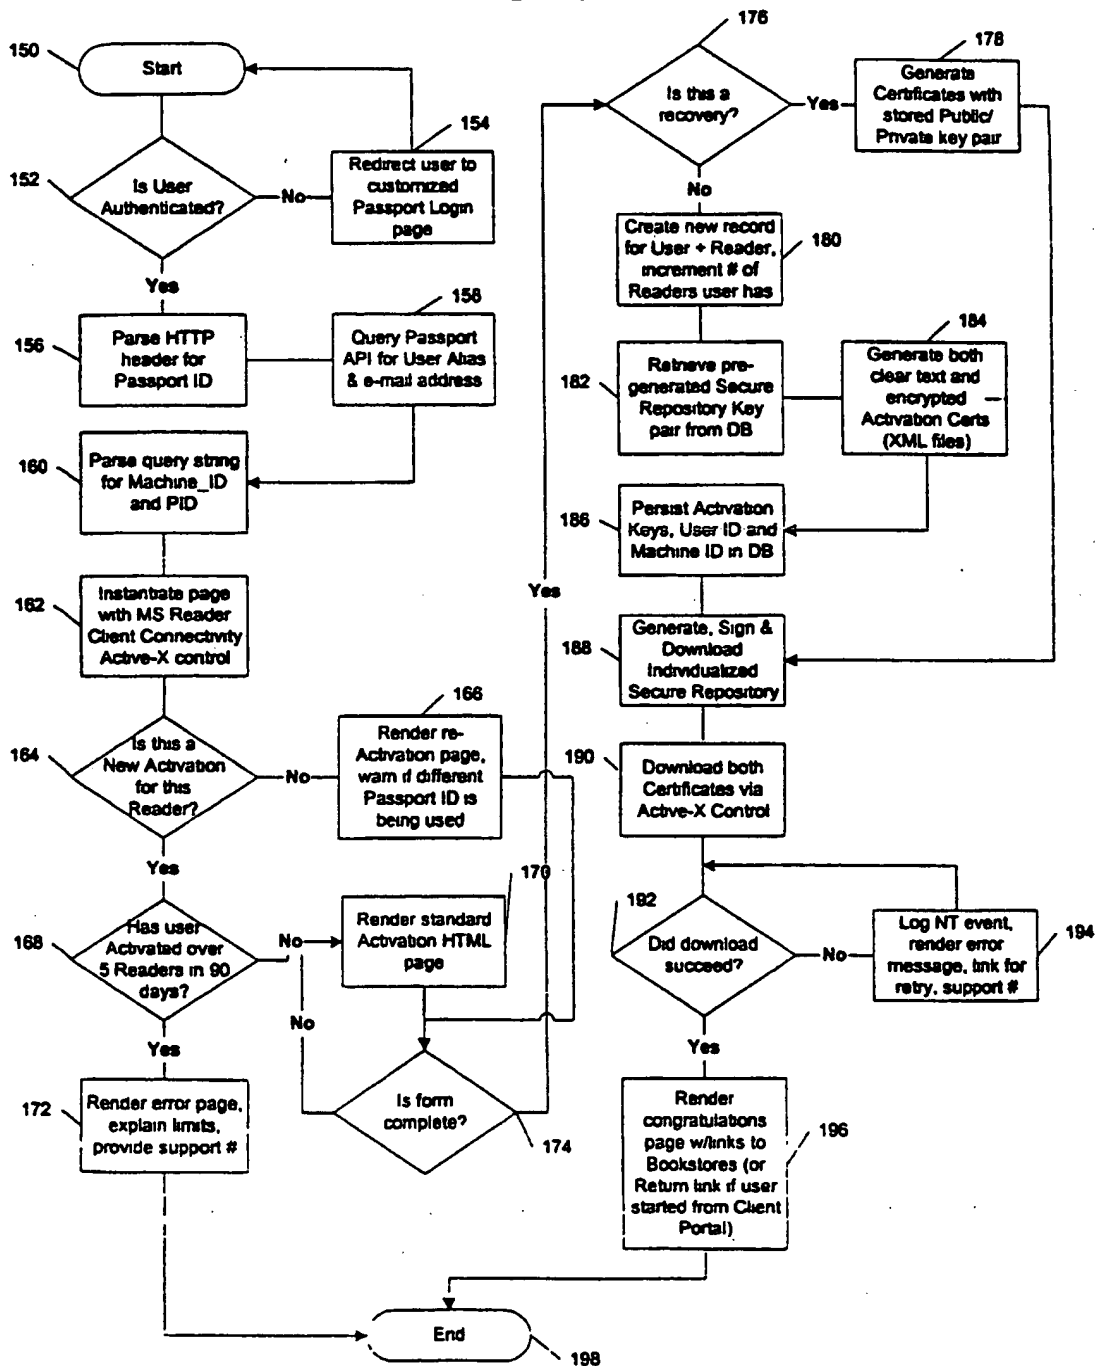 150
Start
152
Is User
Authenticated?
No
154
Redirect user to
customized
Passport Login
page
Yes
156
Parse HTTP
header for
Passport ID
158
Query Passport
API for User Alias
& e-mail address
160
Parse query string
for Machine_ID
and PID
162
Instantiate page
with MS Reader
Client Connectivity
Active-X control
164
Is this a
New Activation
for this
Reader?
No
166
Render re-
Activation page,
warn if different
Passport ID is
being used
Yes
168
Has user
Activated over
5 Readers in 90
days?
No
170
Render standard
Activation HTML
page
No
Yes
172
Render error page,
explain limits,
provide support #
Is form
complete?
174
Yes
176
Is this a
recovery?
Yes
178
Generate
Certificates with
stored Public/
Private key pair
No
Create new record
for User + Reader,
increment # of
Readers user has
180
182
Retrieve pre-
generated Secure
Repository Key
pair from DB
184
Generate both
clear text and
encrypted
Activation Certs
(XML files)
186
Persist Activation
Keys, User ID and
Machine ID in DB
188
Generate, Sign &
Download
Individualized
Secure Repository
190
Download both
Certificates via
Active-X Control
192
Did download
succeed?
No
Log NT event,
render error
message, link for
retry, support #
194
Yes
Render
congratulations
page w/links to
Bookstores (or
Return link if user
started from Client
Portal)
196
End
198